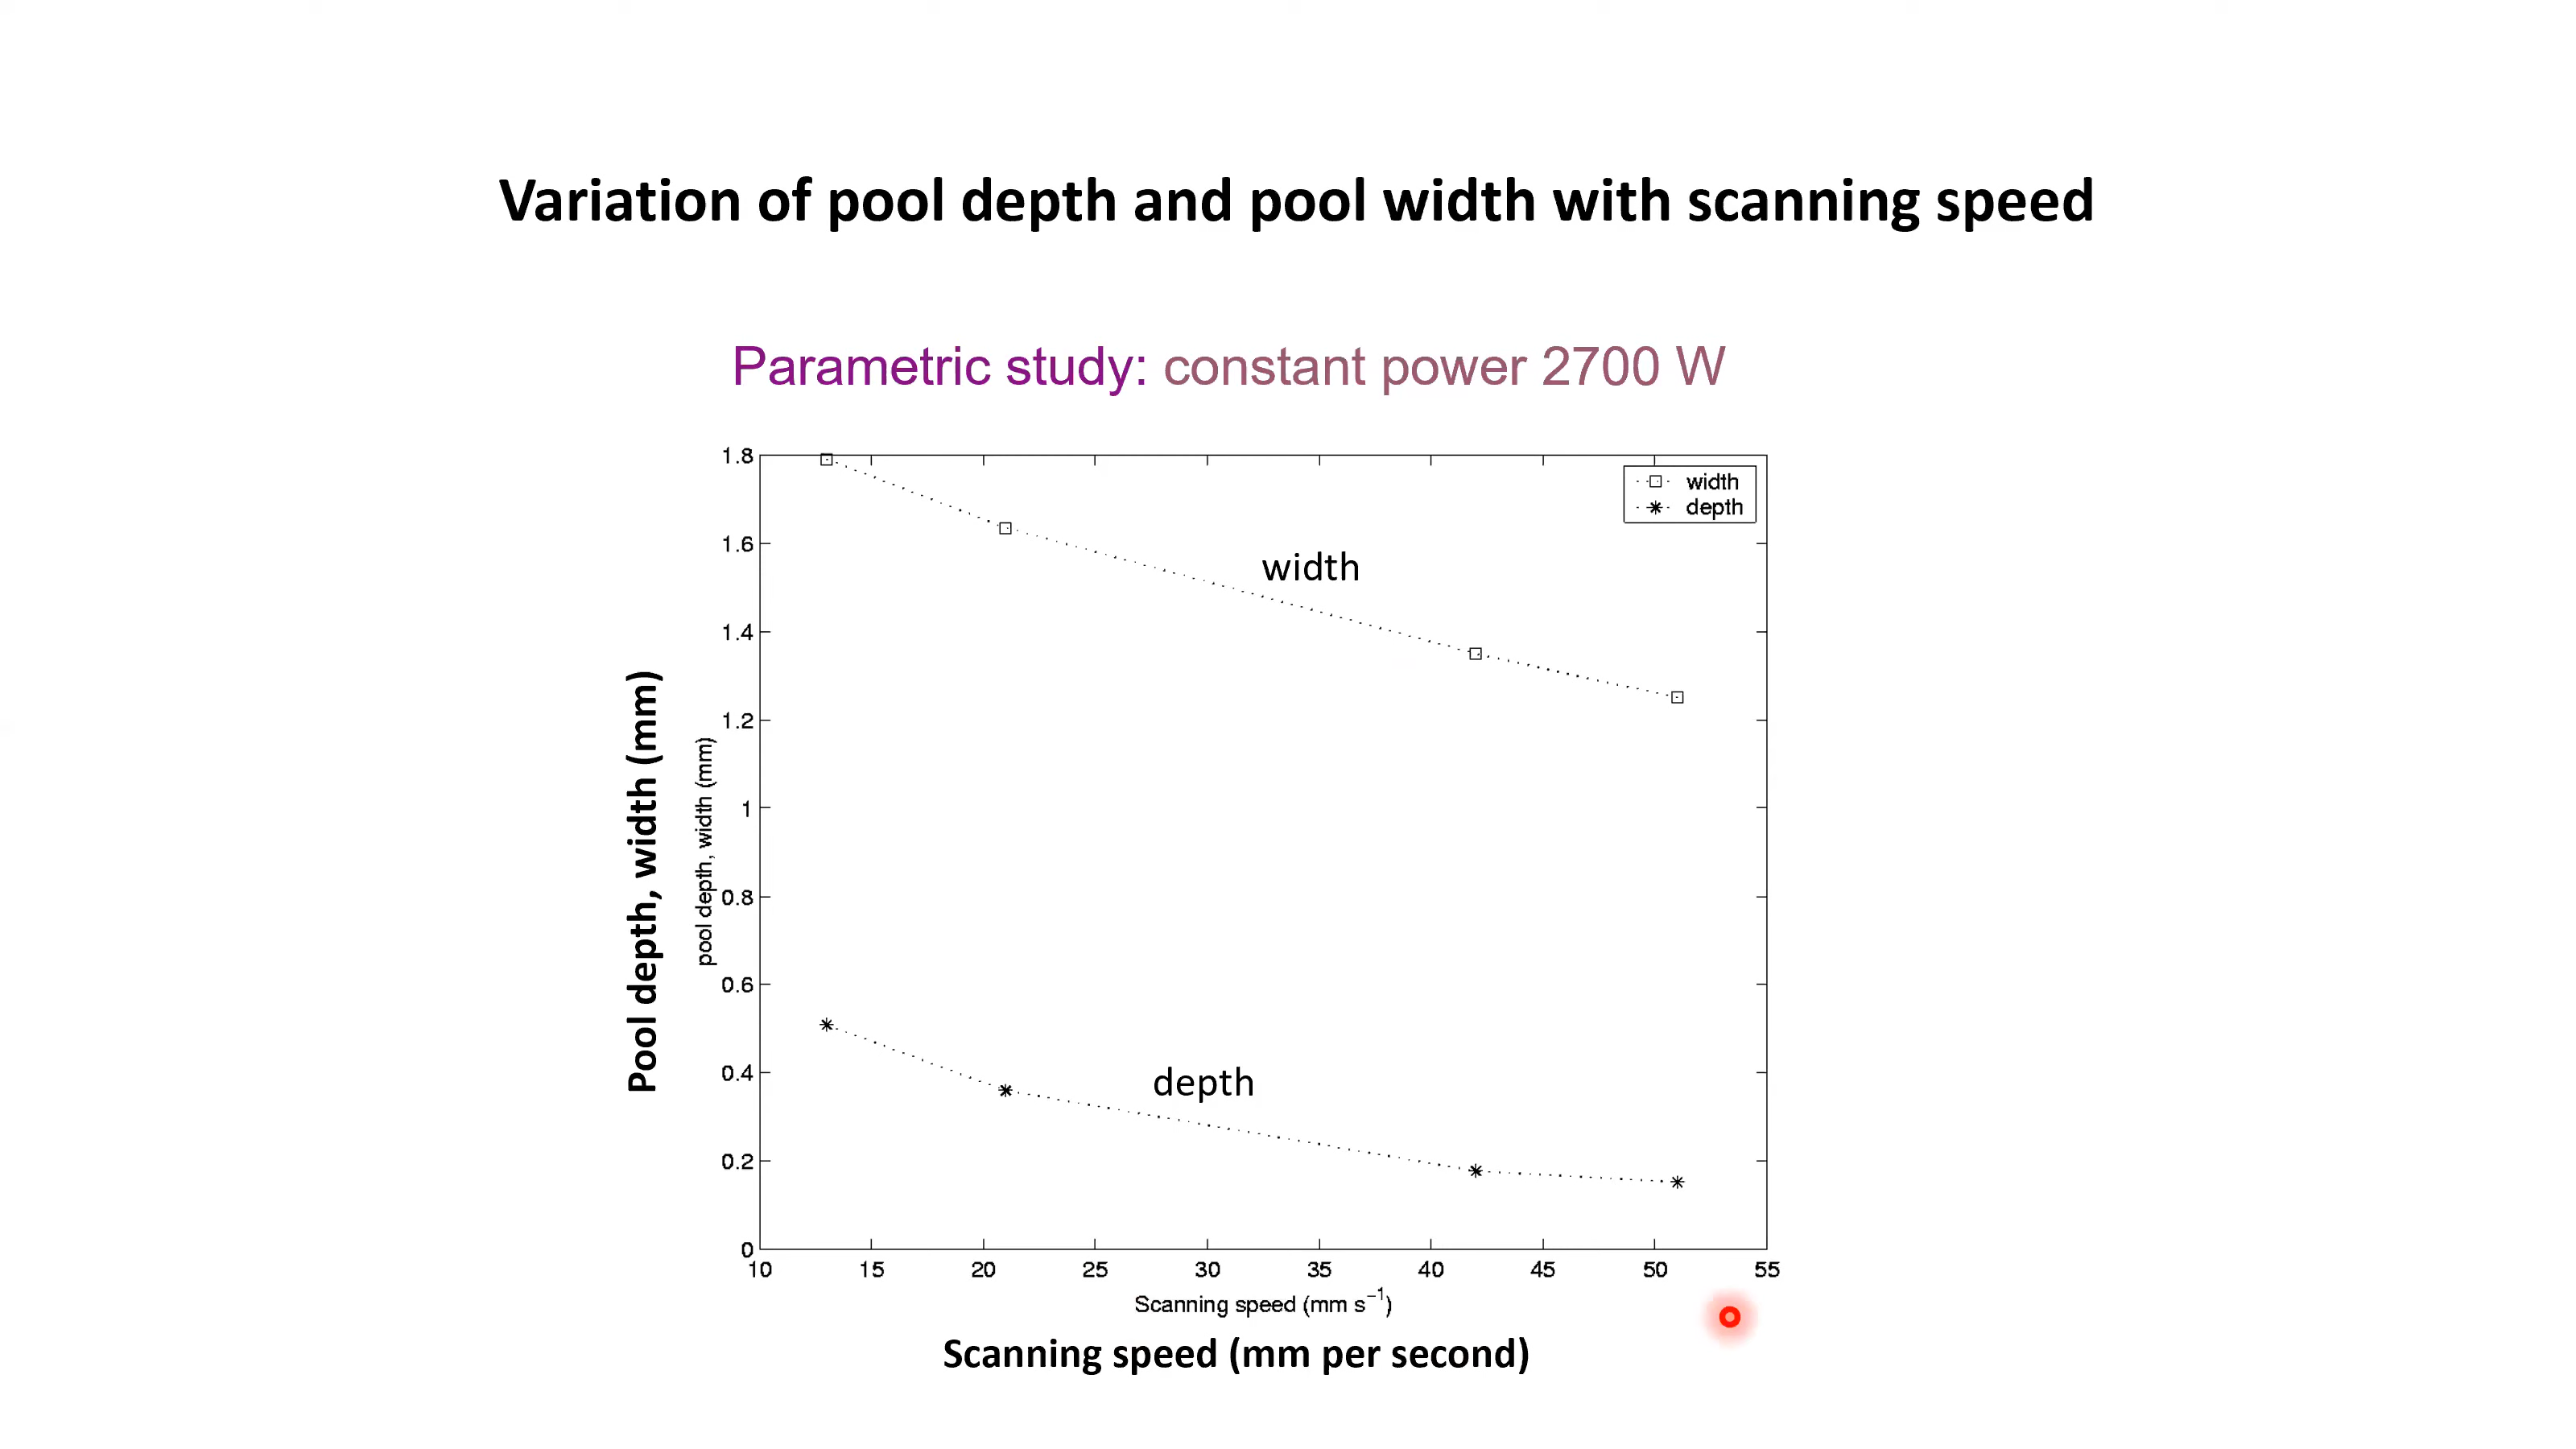 Variation of pool depth and pool width with scanning speed
Parametric study: constant power 2700 W
1.8
1.6
1.4
1.2
1
0.8
0.6
0.4
0.2
0
Pool depth, width (mm)
pool depth, width (mm)
width
depth
width
depth
10 15 20 25 30 35 40 45 50 55
Scanning speed (mm s⁻¹)
Scanning speed (mm per second)